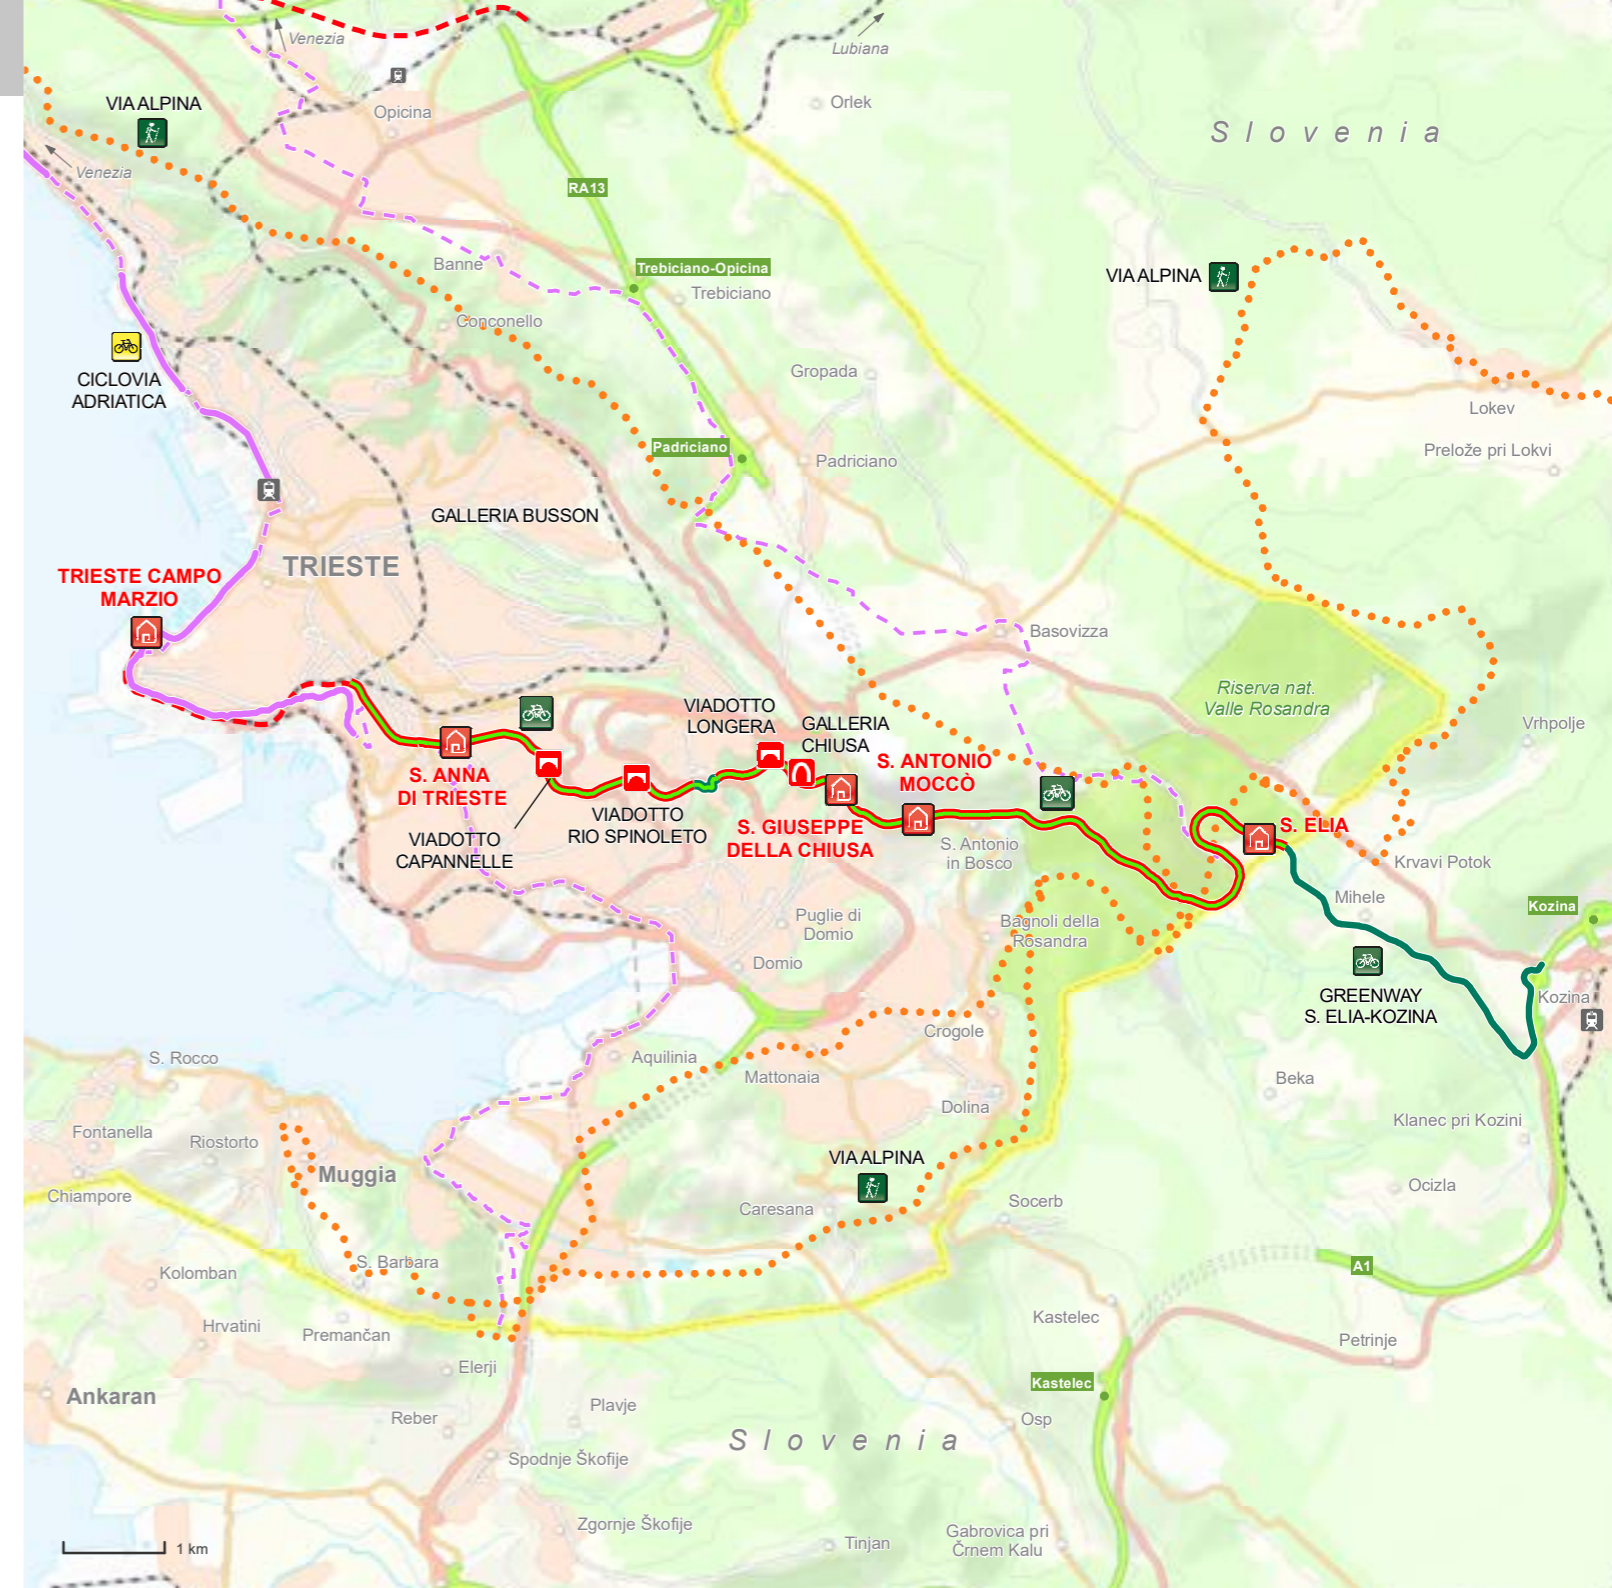 Venezia
Lubiana
VIA ALPINA
Opicina
Orlek
Slovenia
Venezia
RA13
Banne
Trebiciano-Opicina
Trebiciano
VIA ALPINA
Conconello
CICLOVIA
ADRIATICA
Gropada
Lokev
Padriciano
Padriciano
Prelože pri Lokvi
GALLERIA BUSSON
TRIESTE
TRIESTE CAMPO
MARZIO
Basovizza
Riserva nat.
Valle Rosandra
VIADOTTO
LONGERA
GALLERIA
CHIUSA
Vrhpolje
S. ANNA
DI TRIESTE
S. ANTONIO
MOCCÒ
VIADOTTO
RIO SPINOLETO
S. GIUSEPPE
DELLA CHIUSA
S. ELIA
VIADOTTO
CAPANNELLE
S. Antonio
in Bosco
Krvavi Potok
Mihele
Kozina
Puglie di
Domio
Bagnoli della
Rosandra
Domio
GREENWAY
S. ELIA-KOZINA
Kozina
Crogole
S. Rocco
Aquilinia
Mattonaia
Beka
Dolina
Klanec pri Kozini
Fontanella
Riostorto
Muggia
VIA ALPINA
Chiampore
Caresana
Socerb
Ocizla
S. Barbara
Kolomban
A1
Hrvatini
Premančan
Kastelec
Petrinje
Elerji
Kastelec
Ankaran
Reber
Plavje
Osp
Slovenia
Spodnje Škofije
Zgornje Škofije
Tinjan
Gabrovica pri
Črnem Kalu
1 km